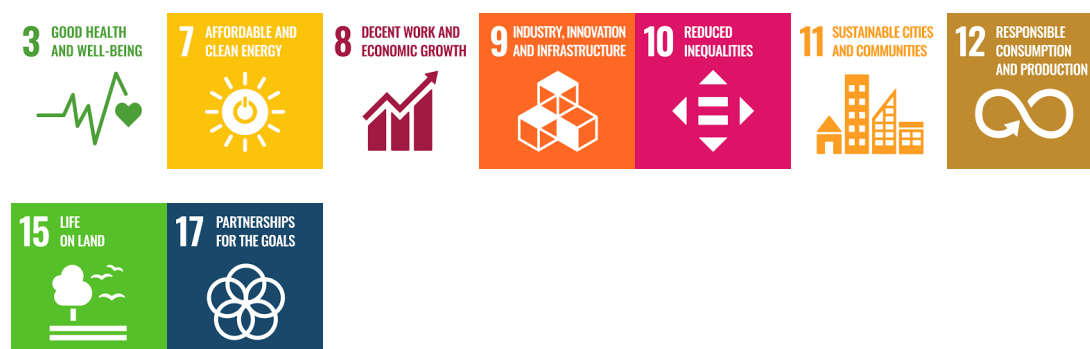 3 GOOD HEALTH
AND WELL-BEING
7 AFFORDABLE AND
CLEAN ENERGY
8 DECENT WORK AND
ECONOMIC GROWTH
9 INDUSTRY, INNOVATION
AND INFRASTRUCTURE
10 REDUCED
INEQUALITIES
11 SUSTAINABLE CITIES
AND COMMUNITIES
12 RESPONSIBLE
CONSUMPTION
AND PRODUCTION
15 LIFE
ON LAND
17 PARTNERSHIPS
FOR THE GOALS